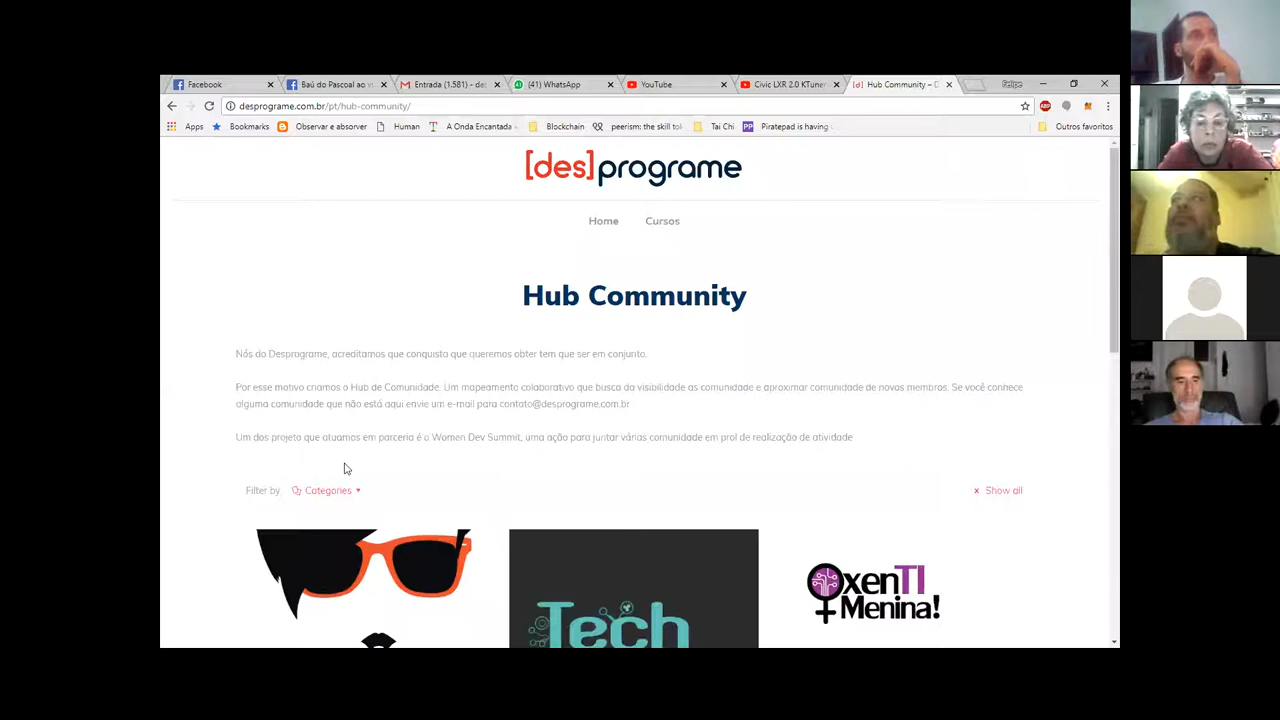 Facebook
Baú do Pascoal ao v
Entrada (1.581) - de
(41) WhatsApp
YouTube
Civic LXR 2.0 KTuner
[d] Hub Community – D
Felipe
desprograme.com.br/pt/hub-community/
Apps
Bookmarks
Observar e absorver
Human
A Onda Encantada
Blockchain
peerism: the skill tok
Tai Chi
Piratepad is having
Outros favoritos
[des]programe
Home
Cursos
Hub Community
Nós do Desprograme, acreditamos que conquista que queremos obter tem que ser em conjunto.
Por esse motivo criamos o Hub de Comunidade. Um mapeamento colaborativo que busca da visibilidade as comunidade e aproximar comunidade de novas membros. Se você conhece
alguma comunidade que não está aqui envie um e-mail para contato@desprograme.com.br
Um dos projeto que atuamos em parceria é o Women Dev Summit, uma ação para juntar várias comunidade em prol de realização de atividade
Filter by
Categories
x Show all
Tech
OxenTI
Menina!